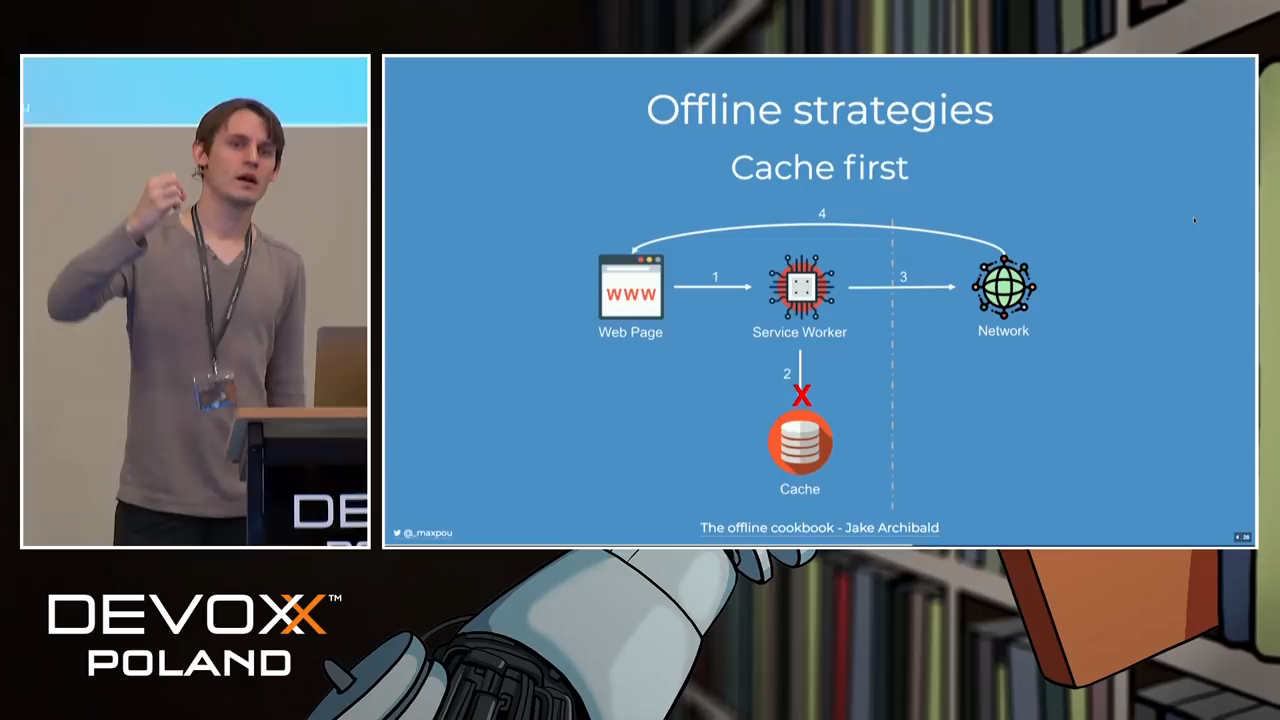 Offline strategies
Cache first
4
1
3
WWW
Web Page
Service Worker
Network
2
X
Cache
The offline cookbook - Jake Archibald
@_maxpou
DE
DEVOXX™
POLAND